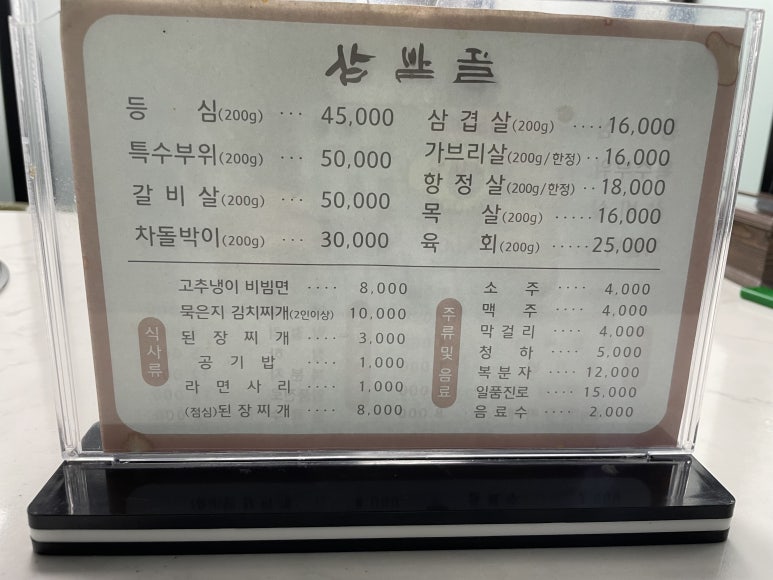 등 심(200g) ··· 45,000
특수부위(200g) ··· 50,000
갈 비 살(200g) ··· 50,000
차돌박이(200g) ··· 30,000
삼 겹 살(200g) ····16,000
가브리살(200g/한정) ··16,000
항 정 살(200g/한정) ··18,000
목 살(200g) ·····16,000
육 회(200g) ·····25,000
식사류
고추냉이 비빔면 ···· 8,000
묵은지 김치찌개(2인이상) 10,000
된 장 찌 개 ···· 3,000
공 기 밥 ···· 1,000
라 면 사 리 ···· 1,000
(점심)된 장 찌 개 ···· 8,000
주류및 음료
소 주 ···· 4,000
맥 주 ···· 4,000
막 걸 리 ···· 4,000
청 하 ···· 5,000
복 분 자 ···· 12,000
일품진로 ···· 15,000
음 료 수 ···· 2,000